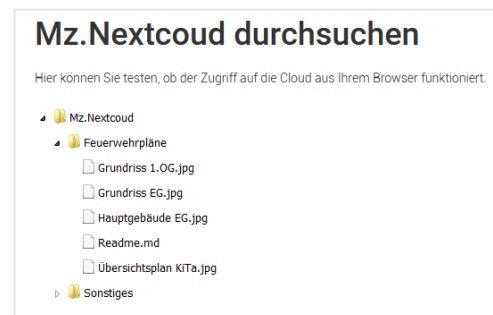 Mz.Nextcoud durchsuchen
Hier können Sie testen, ob der Zugriff auf die Cloud aus Ihrem Browser funktioniert.
Mz.Nextcoud
Feuerwehrpläne
Grundriss 1.OG.jpg
Grundriss EG.jpg
Hauptgebäude EG.jpg
Readme.md
Übersichtsplan KiTa.jpg
Sonstiges